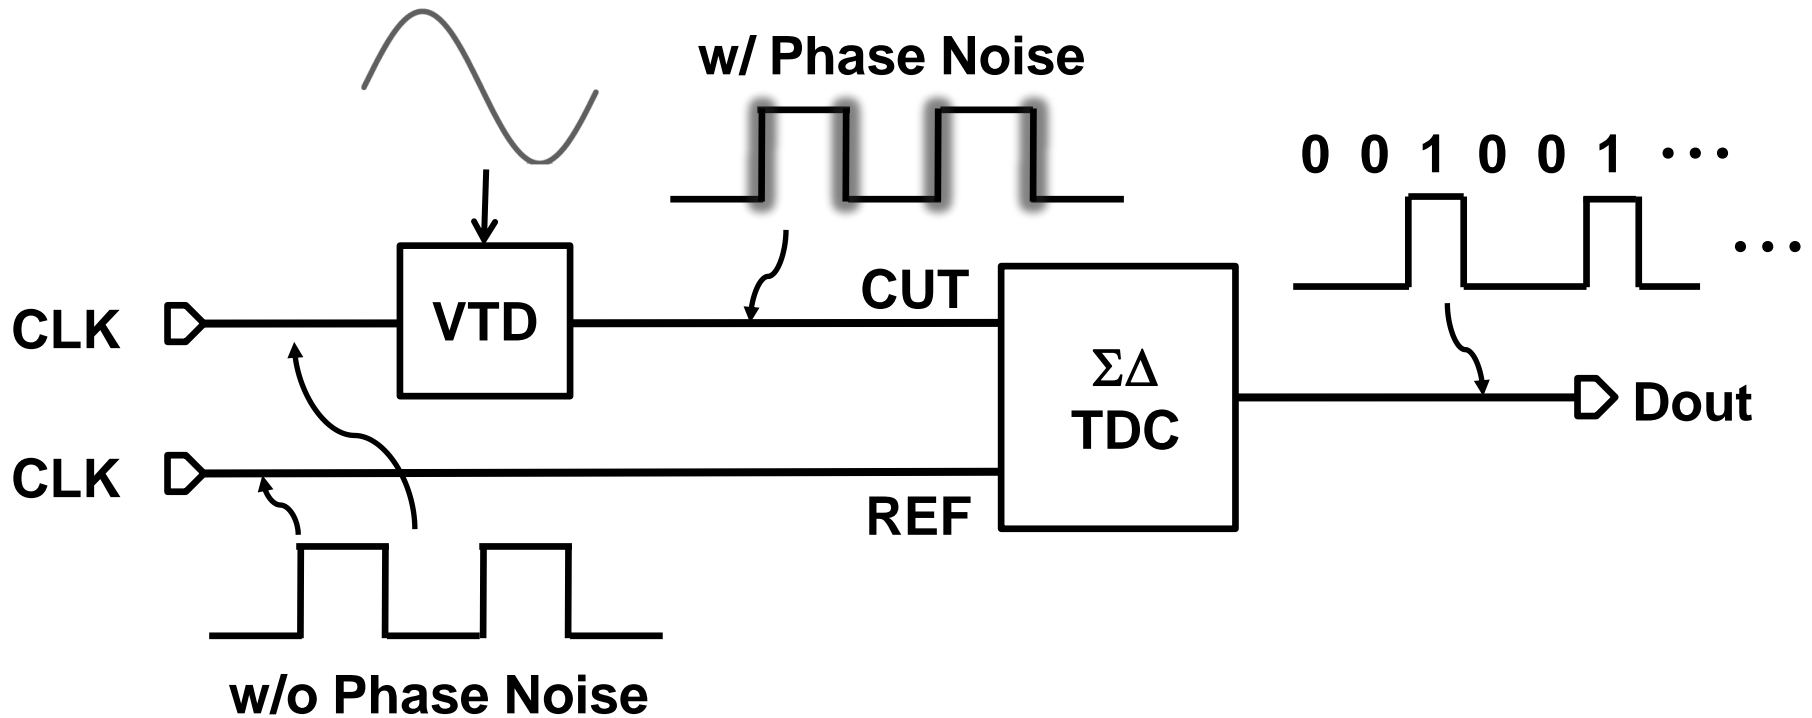 w/ Phase Noise
0 0 1 0 0 1 ···
···
CLK
VTD
CUT
ΣΔ
TDC
Dout
CLK
REF
w/o Phase Noise